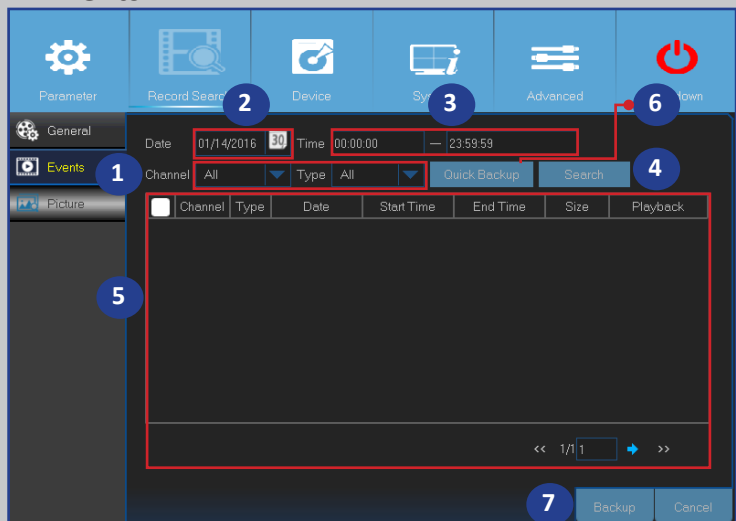 Parameter Record Search Device Advanced
2 3 6
General
Date 01/14/2016 30 Time 00:00:00 — 23:59:59
Events 1 Channel All Type All Quick Backup Search 4
Picture
Channel Type Date Start Time End Time Size Playback
5
<< 1/1 1 >>
7 Backup Cancel